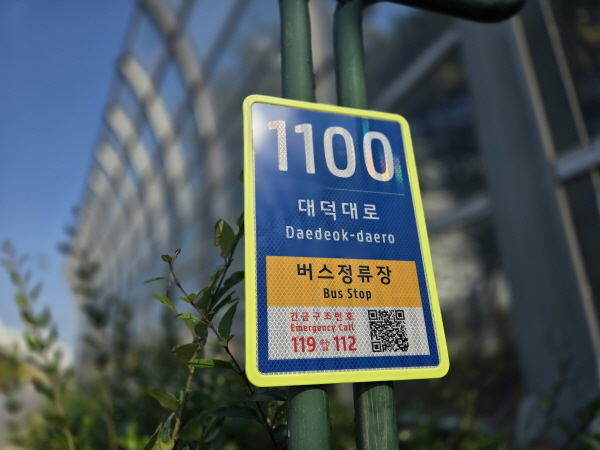 1100
대덕대로
Daedeok-daero
버스정류장
Bus Stop
긴급구조번호
Emergency Call
119 및 112